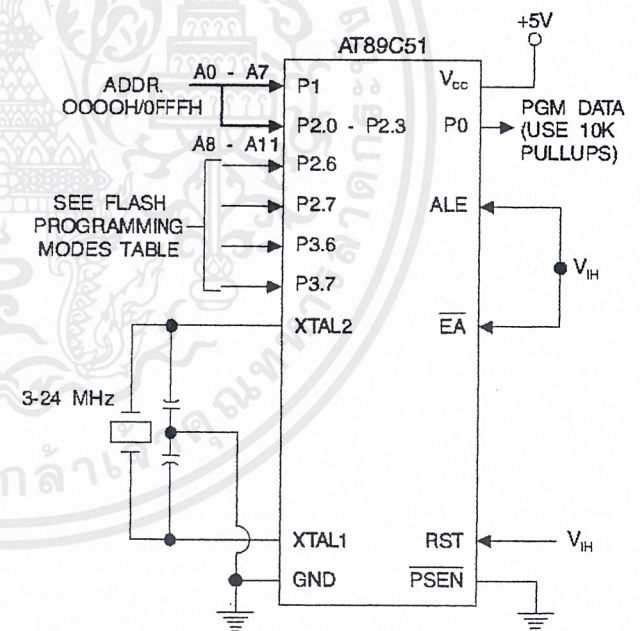 +5V
AT89C51
ADDR.
OOOOH/0FFFH
A0 - A7
P1
P2.0 - P2.3
A8 - A11
P2.6
SEE FLASH
PROGRAMMING
MODES TABLE
P2.7
P3.6
P3.7
XTAL2
3-24 MHz
XTAL1
GND
VCC
P0
PGM DATA
(USE 10K
PULLUPS)
ALE
VIH
EA
RST
VIH
PSEN